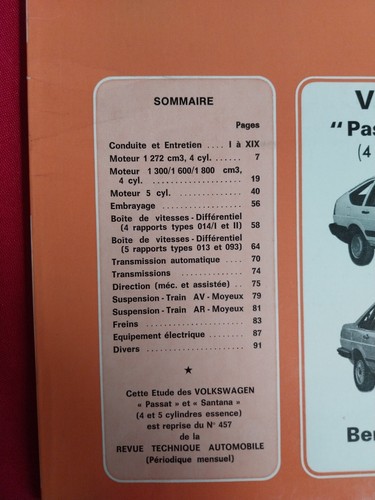 SOMMAIRE
Pages
Conduite et Entretien .... I à XIX
Moteur 1 272 cm3, 4 cyl. ...... 7
Moteur 1 300/1 600/1 800 cm3,
4 cyl. .................. 19
Moteur 5 cyl. ............. 40
Embrayage ............... 56
Boite de vitesses - Différentiel
(4 rapports types 014/I et II) 58
Boite de vitesses - Différentiel
(5 rapports types 013 et 093) 64
Transmission automatique .... 70
Transmissions ............. 74
Direction (méc. et assistée) .. 75
Suspension - Train AV - Moyeux 79
Suspension - Train AR - Moyeux 81
Freins .................. 83
Equipement électrique ....... 87
Divers .................. 91
★
Cette Etude des VOLKSWAGEN
« Passat » et « Santana »
(4 et 5 cylindres essence)
est reprise du N° 457
de la
REVUE TECHNIQUE AUTOMOBILE
(Périodique mensuel)
V
"Pas
(4
Ber